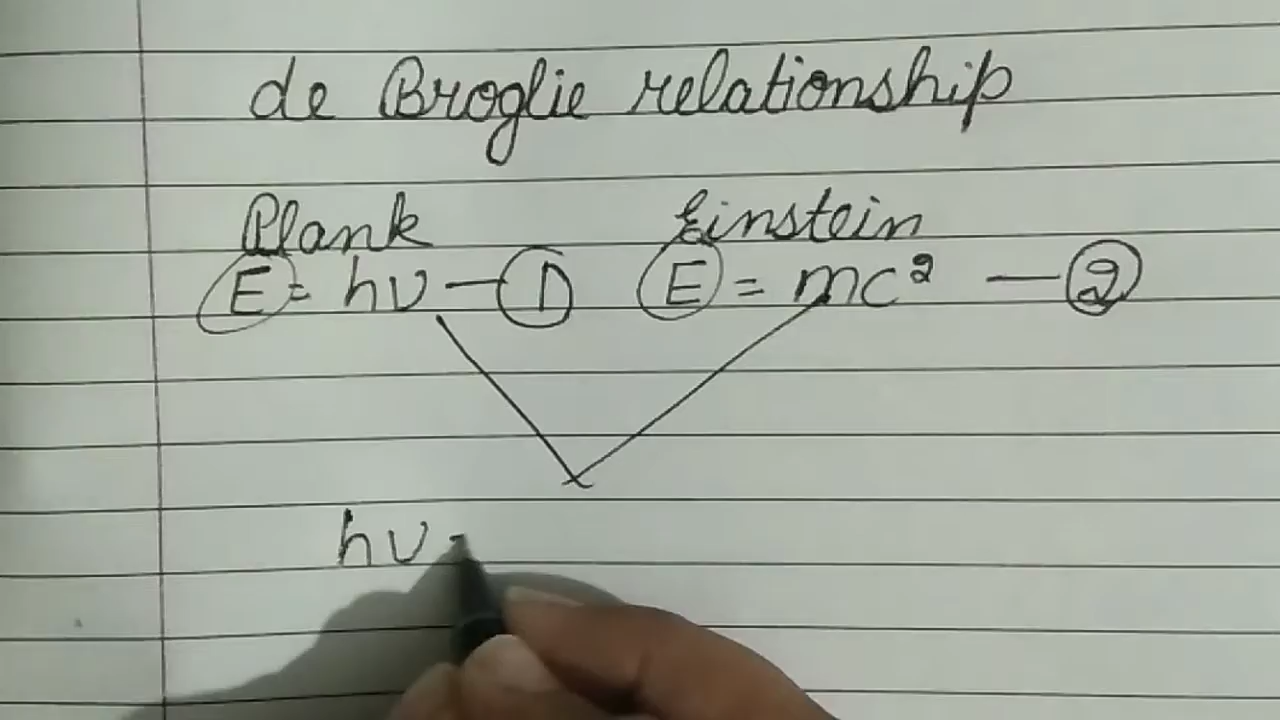 de Broglie relationship
Plank Einstein
E = hν — 1 E = mc² — 2
hν =